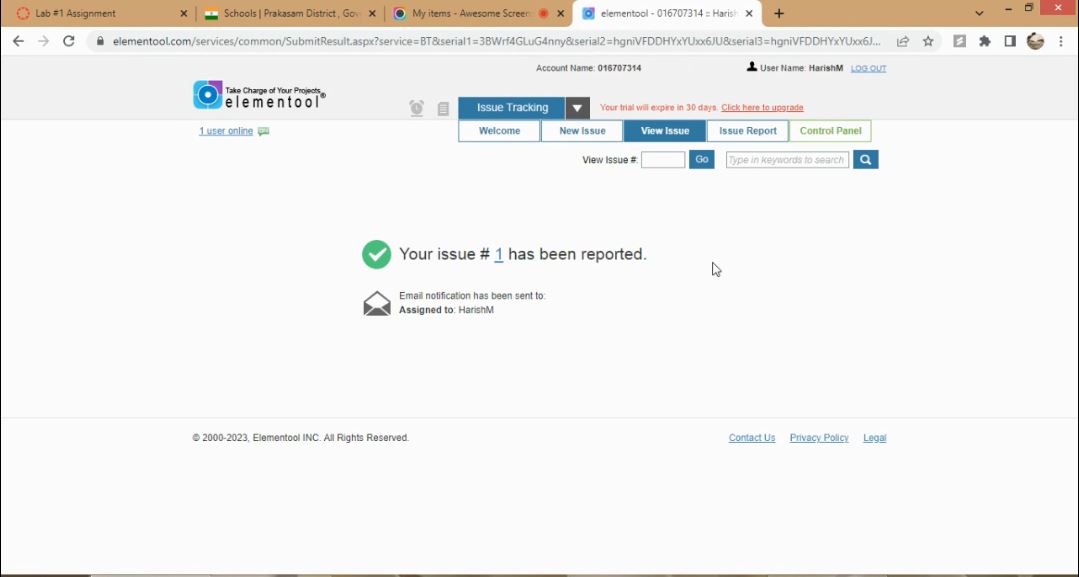 Lab #1 Assignment
Schools | Prakasam District , Gov
My items - Awesome Screen
elementool - 016707314 :: Harish
elementool.com/services/common/SubmitResult.aspx?service=BT&serial1=3BWrf4GLuG4nny&serial2=hgniVFDDHYxYUxx6JU&serial3=hgniVFDDHYxYUxx6J...
Account Name: 016707314
User Name: HarishM LOG OUT
Take Charge of Your Projects
elementool®
Issue Tracking
Your trial will expire in 30 days. Click here to upgrade
1 user online
Welcome
New Issue
View Issue
Issue Report
Control Panel
View Issue #:
Go
Type in keywords to search
Your issue # 1 has been reported.
Email notification has been sent to:
Assigned to: HarishM
© 2000-2023, Elementool INC. All Rights Reserved.
Contact Us
Privacy Policy
Legal